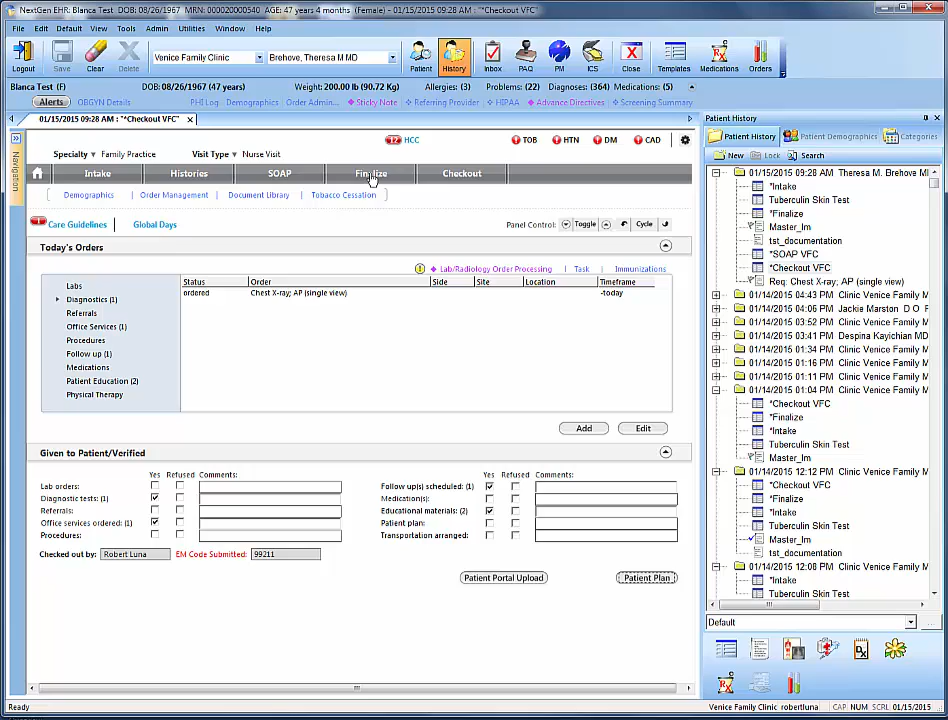 NextGen EHR: Blanca Test DOB: 08/26/1967 MRN: 000020000540 AGE: 47 years 4 months (Female) - 01/15/2015 09:28 AM : "*Checkout VFC"
File Edit Default View Tools Admin Utilities Window Help
Logout Save Clear Delete Venice Family Clinic Brehove, Theresa M MD Patient History Inbox PAQ PM ICS Close Templates Medications Orders
Blanca Test (F) DOB: 08/26/1967 (47 years) Weight: 200.00 lb (90.72 Kg) Allergies: (3) Problems: (22) Diagnoses: (364) Medications: (5)
Alerts OBGYN Details PHI Log Demographics Order Admin... Sticky Note Referring Provider HIPAA Advance Directives Screening Summary
01/15/2015 09:28 AM : "*Checkout VFC"
Navigation
12 HCC TOB HTN DM CAD
Specialty Family Practice Visit Type Nurse Visit
Intake Histories SOAP Finalize Checkout
Demographics Order Management Document Library Tobacco Cessation
Care Guidelines Global Days Panel Control: Toggle Cycle
Today's Orders
Lab/Radiology Order Processing Task Immunizations
Labs
Diagnostics (1)
Referrals
Office Services (1)
Procedures
Follow up (1)
Medications
Patient Education (2)
Physical Therapy
Status Order Side Site Location Timeframe
ordered Chest X-ray; AP (single view) -today
Add Edit
Given to Patient/Verified
Yes Refused Comments:
Lab orders:
Diagnostic tests: (1)
Referrals:
Office services ordered: (1)
Procedures:
Yes Refused Comments:
Follow up(s) scheduled: (1)
Medication(s):
Educational materials: (2)
Patient plan:
Transportation arranged:
Checked out by: Robert Luna EM Code Submitted: 99211
Patient Portal Upload Patient Plan
Patient History
Patient History Patient Demographics Categories
New Lock Search
01/15/2015 09:28 AM Theresa M. Brehove M
*Intake
Tuberculin Skin Test
*Finalize
Master_Im
tst_documentation
*SOAP VFC
*Checkout VFC
Req: Chest X-ray; AP (single view)
01/14/2015 04:43 PM Clinic Venice Family M
01/14/2015 04:06 PM Jackie Marston D O F
01/14/2015 03:52 PM Clinic Venice Family M
01/14/2015 03:41 PM Despina Kayichian MD
01/14/2015 01:34 PM Clinic Venice Family M
01/14/2015 01:16 PM Clinic Venice Family M
01/14/2015 01:11 PM Clinic Venice Family M
01/14/2015 01:04 PM Clinic Venice Family M
*Checkout VFC
*Finalize
*Intake
Tuberculin Skin Test
Master_Im
01/14/2015 12:12 PM Clinic Venice Family M
*Checkout VFC
*Finalize
*Intake
Tuberculin Skin Test
Master_Im
tst_documentation
01/14/2015 12:08 PM Clinic Venice Family M
*Intake
Tuberculin Skin Test
Default
Ready Venice Family Clinic robertluna CAP NUM SCRL 01/15/2015